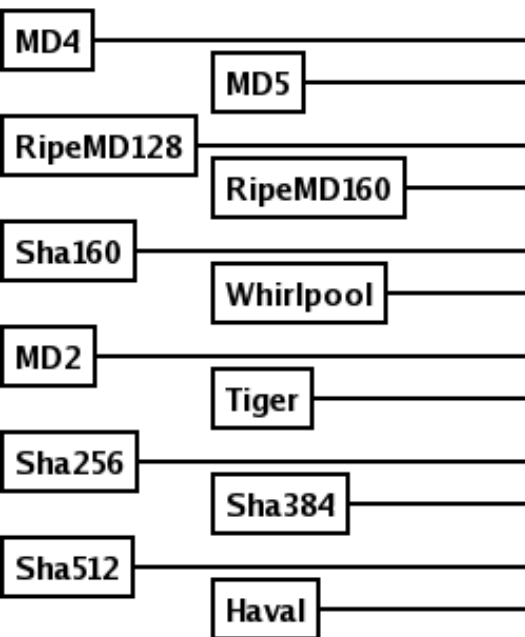 MD4
MD5
RipeMD128
RipeMD160
Sha160
Whirlpool
MD2
Tiger
Sha256
Sha384
Sha512
Haval